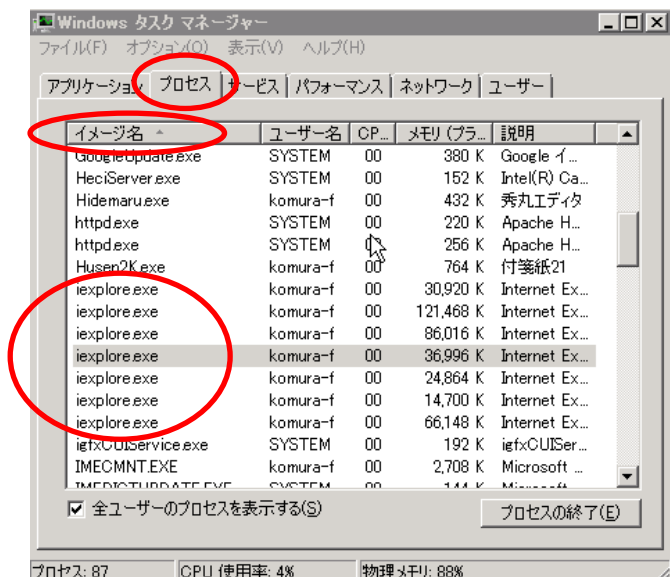 Windows タスク マネージャー
ファイル(F) オプション(O) 表示(V) ヘルプ(H)
アプリケーション プロセス サービス パフォーマンス ネットワーク ユーザー
イメージ名 ユーザー名 CP... メモリ (プラ... 説明
GoogleUpdate.exe SYSTEM 00 380 K Google イ...
HeciServer.exe SYSTEM 00 152 K Intel(R) Ca...
Hidemaru.exe komura-f 00 432 K 秀丸エディタ
httpd.exe SYSTEM 00 220 K Apache H...
httpd.exe SYSTEM 256 K Apache H...
Husen2K.exe komura-f 00 764 K 付箋紙21
iexplore.exe komura-f 00 30,920 K Internet Ex...
iexplore.exe komura-f 00 121,468 K Internet Ex...
iexplore.exe komura-f 00 86,016 K Internet Ex...
iexplore.exe komura-f 00 36,996 K Internet Ex...
iexplore.exe komura-f 00 24,864 K Internet Ex...
iexplore.exe komura-f 00 14,700 K Internet Ex...
iexplore.exe komura-f 00 66,148 K Internet Ex...
igfxCUIService.exe SYSTEM 00 192 K igfxCUISer...
IMECMNT.EXE komura-f 00 2,708 K Microsoft ...
IMEDICTUPDATE.EXE SYSTEM 00 144 K Microsoft
全ユーザーのプロセスを表示する(S) プロセスの終了(E)
プロセス: 87 CPU 使用率: 4% 物理メモリ: 88%